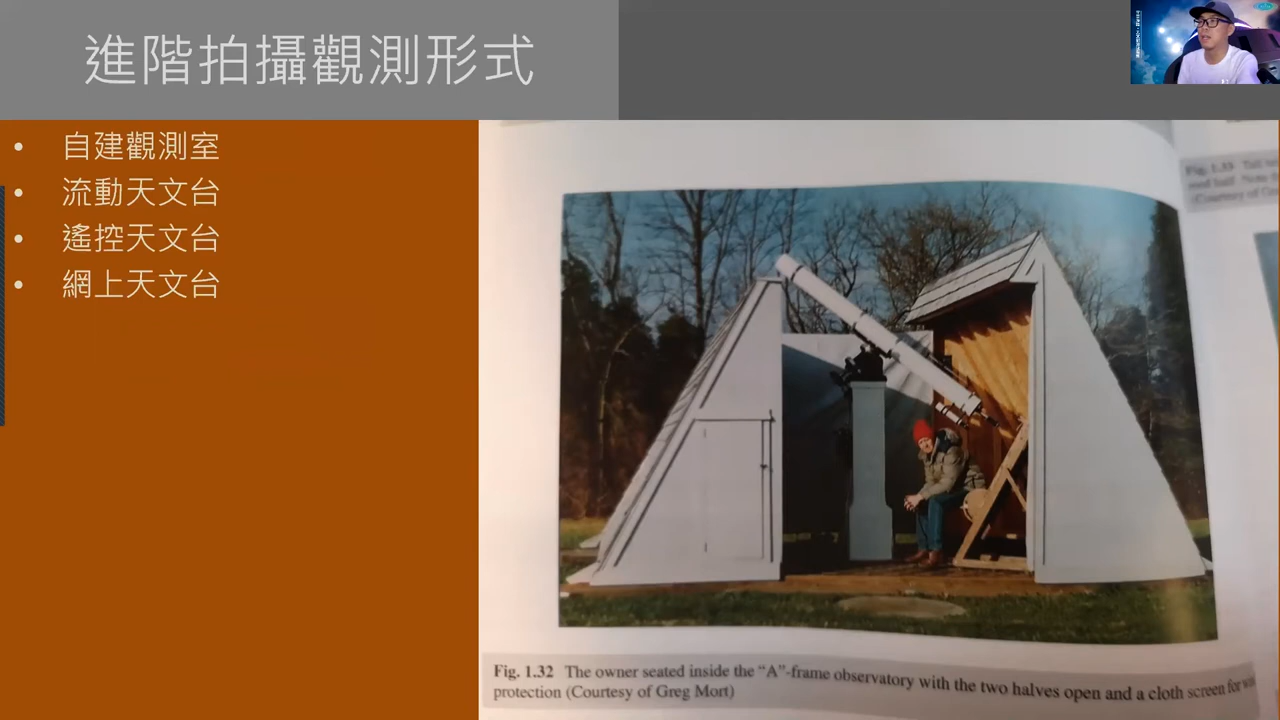 進階拍攝觀測形式
• 自建觀測室
• 流動天文台
• 遙控天文台
• 網上天文台
Fig. 1.32 The owner seated inside the “A”-frame observatory with the two halves open and a cloth screen for
protection (Courtesy of Greg Mort)